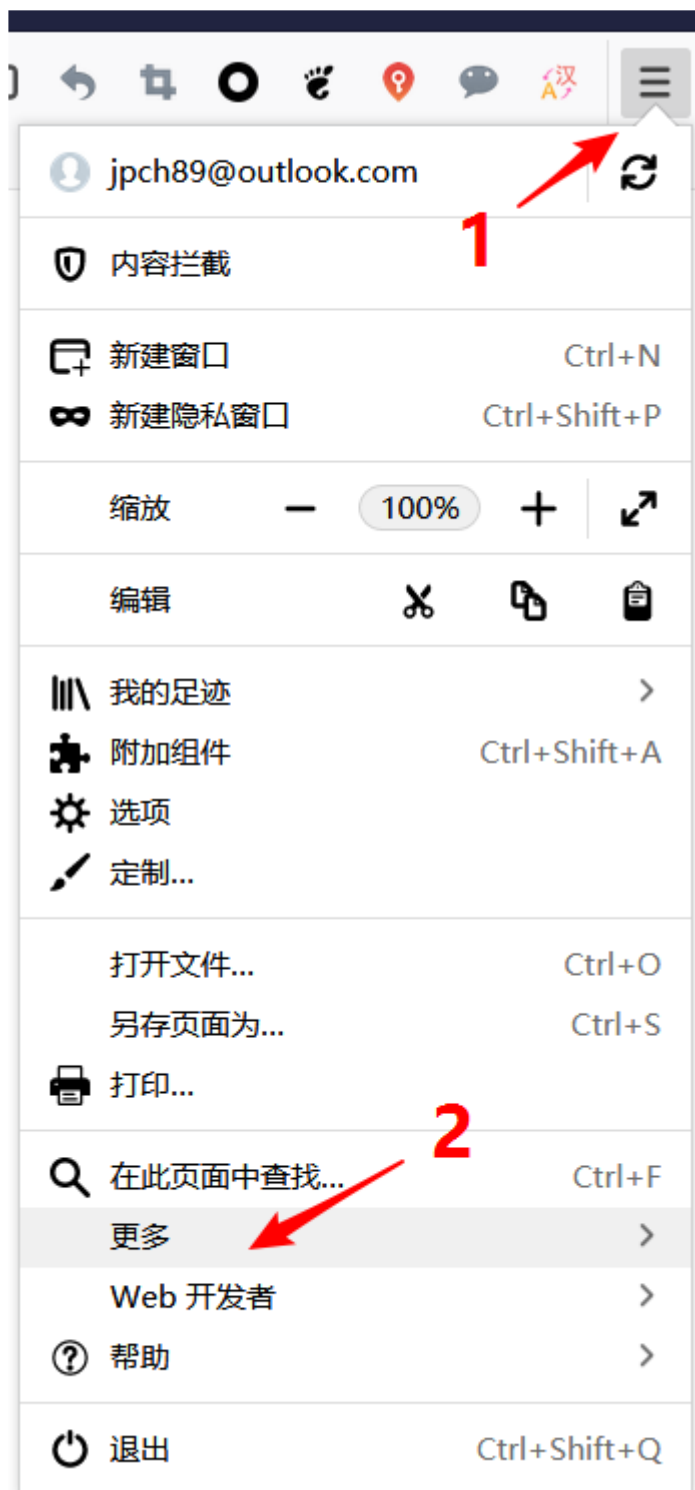 汉
A
jpch89@outlook.com
1
内容拦截
新建窗口 Ctrl+N
新建隐私窗口 Ctrl+Shift+P
缩放 100%
编辑
我的足迹
附加组件 Ctrl+Shift+A
选项
定制...
打开文件... Ctrl+O
另存页面为... Ctrl+S
打印...
2
在此页面中查找... Ctrl+F
更多
Web 开发者
帮助
退出 Ctrl+Shift+Q